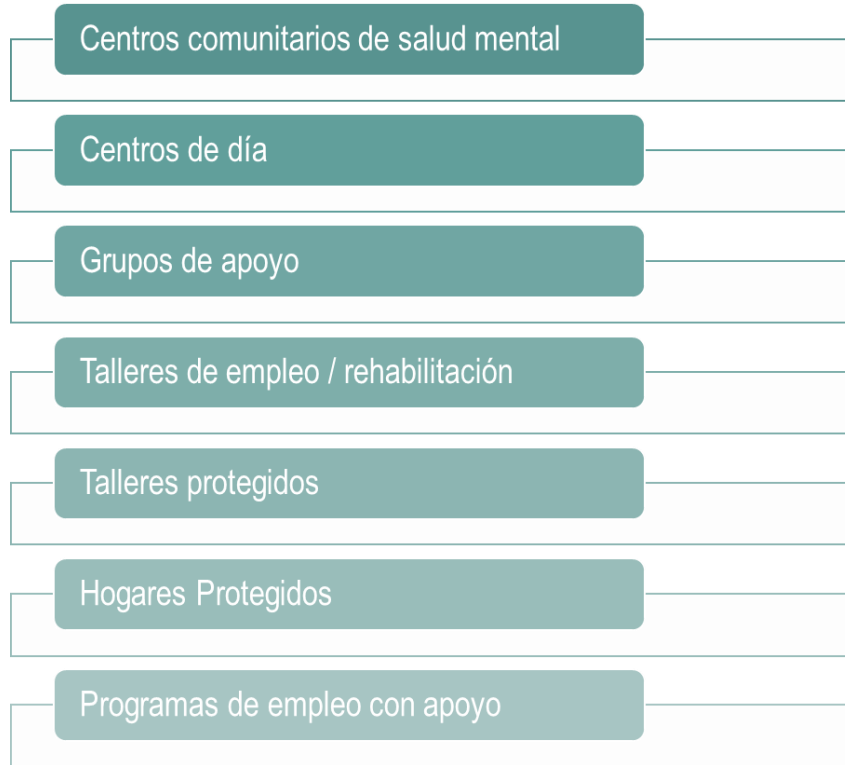 Centros comunitarios de salud mental
Centros de día
Grupos de apoyo
Talleres de empleo / rehabilitación
Talleres protegidos
Hogares Protegidos
Programas de empleo con apoyo